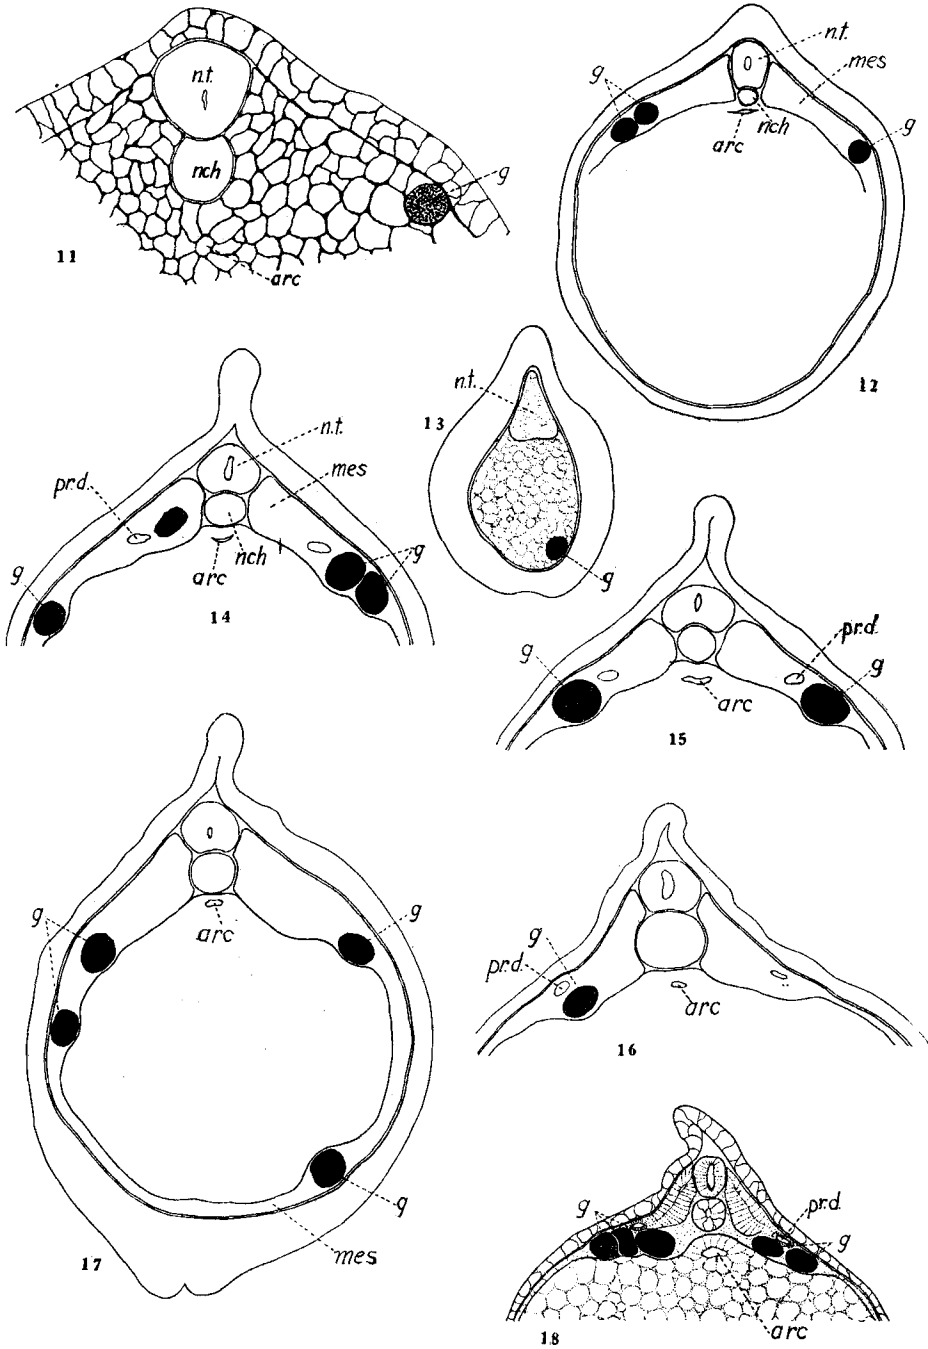 n.t.
nch
g
arc
11
n.t.
mes
g
nch
arc
g
12
n.t.
13
g
n.t.
mes
pr.d.
g
nch
arc
g
14
g
pr.d.
g
arc
15
g
g
arc
g
mes
17
g
pr.d.
arc
16
g
pr.d.
g
arc
18